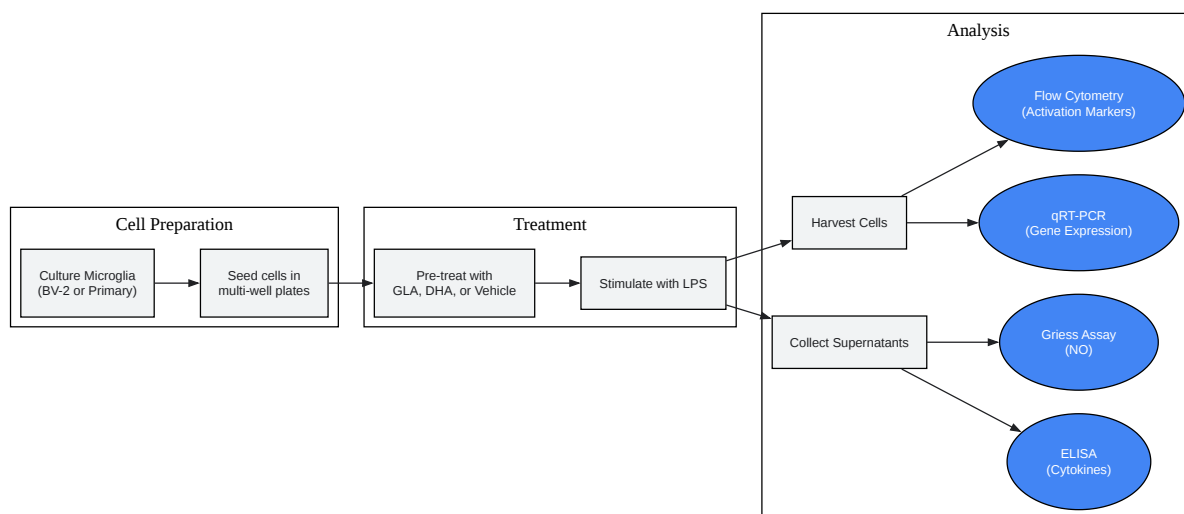 Cell Preparation
Culture Microglia
(BV-2 or Primary)
Seed cells in
multi-well plates
Treatment
Pre-treat with
GLA, DHA, or Vehicle
Stimulate with LPS
Analysis
Harvest Cells
Collect Supernatants
Flow Cytometry
(Activation Markers)
qRT-PCR
(Gene Expression)
Griess Assay
(NO)
ELISA
(Cytokines)